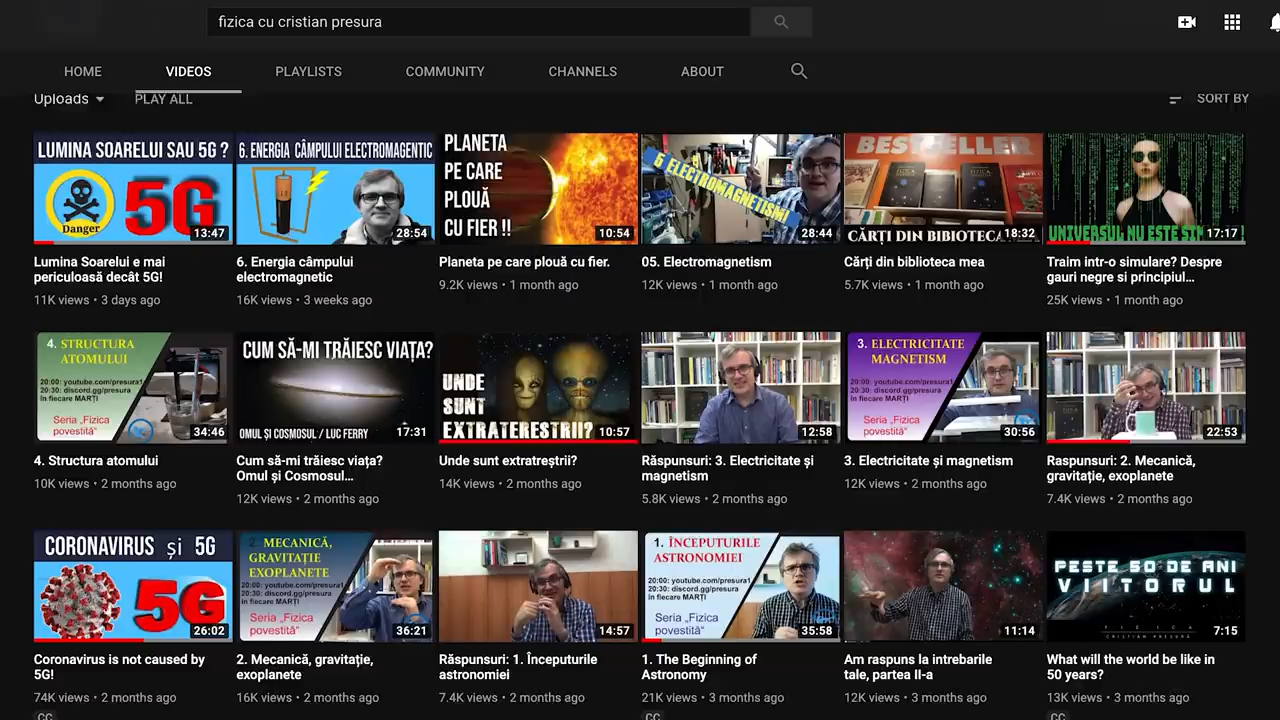 fizica cu cristian presura
HOME VIDEOS PLAYLISTS COMMUNITY CHANNELS ABOUT
Uploads PLAY ALL SORT BY
LUMINA SOARELUI SAU 5G ?
Danger
5G
13:47
6. ENERGIA CÂMPULUI ELECTROMAGENTIC
28:54
PLANETA
PE CARE
PLOUĂ
CU FIER !!
10:54
5 ELECTROMAGNETISMUL
28:44
BESTSELLER
CĂRȚI DIN BIBIOTECA
18:32
UNIVERSUL NU ESTE SIM
17:17
Lumina Soarelui e mai
periculoasă decât 5G!
11K views • 3 days ago
6. Energia câmpului
electromagnetic
16K views • 3 weeks ago
Planeta pe care plouă cu fier.
9.2K views • 1 month ago
05. Electromagnetism
12K views • 1 month ago
Cărți din biblioteca mea
5.7K views • 1 month ago
Traim intr-o simulare? Despre
gauri negre si principiul...
25K views • 1 month ago
4. STRUCTURA
ATOMULUI
20:00: youtube.com/presura1
20:30: discord.gg/presura
în fiecare MARȚI
Seria „Fizica
povestită”
34:46
CUM SĂ-MI TRĂIESC VIAȚA?
OMUL ȘI COSMOSUL / LUC FERRY
17:31
UNDE
SUNT
EXTRATEREȘTRII?
10:57
12:58
3. ELECTRICITATE
MAGNETISM
20:00: youtube.com/presura1
20:30: discord.gg/presura
în fiecare MARȚI
Seria „Fizica
povestită”
30:56
22:53
4. Structura atomului
10K views • 2 months ago
Cum să-mi trăiesc viața?
Omul și Cosmosul...
12K views • 2 months ago
Unde sunt extratreștrii?
14K views • 2 months ago
Răspunsuri: 3. Electricitate și
magnetism
5.8K views • 2 months ago
3. Electricitate și magnetism
12K views • 2 months ago
Raspunsuri: 2. Mecanică,
gravitație, exoplanete
7.4K views • 2 months ago
CORONAVIRUS și 5G
5G
26:02
2. MECANICĂ,
GRAVITAȚIE
EXOPLANETE
20:00: youtube.com/presura1
20:30: discord.gg/presura
în fiecare MARȚI
Seria „Fizica
povestită”
36:21
14:57
1. ÎNCEPUTURILE
ASTRONOMIEI
20:00: youtube.com/presura1
20:30: discord.gg/presura
în fiecare MARȚI
Seria „Fizica
povestită”
35:58
11:14
PESTE 50 DE ANI
VIITORUL
FIZICA
CRISTIAN PRESURĂ
7:15
Coronavirus is not caused by
5G!
74K views • 2 months ago
CC
2. Mecanică, gravitație,
exoplanete
16K views • 2 months ago
Răspunsuri: 1. Începuturile
astronomiei
7.4K views • 2 months ago
1. The Beginning of
Astronomy
21K views • 3 months ago
CC
Am raspuns la intrebarile
tale, partea II-a
12K views • 3 months ago
What will the world be like in
50 years?
13K views • 3 months ago
CC